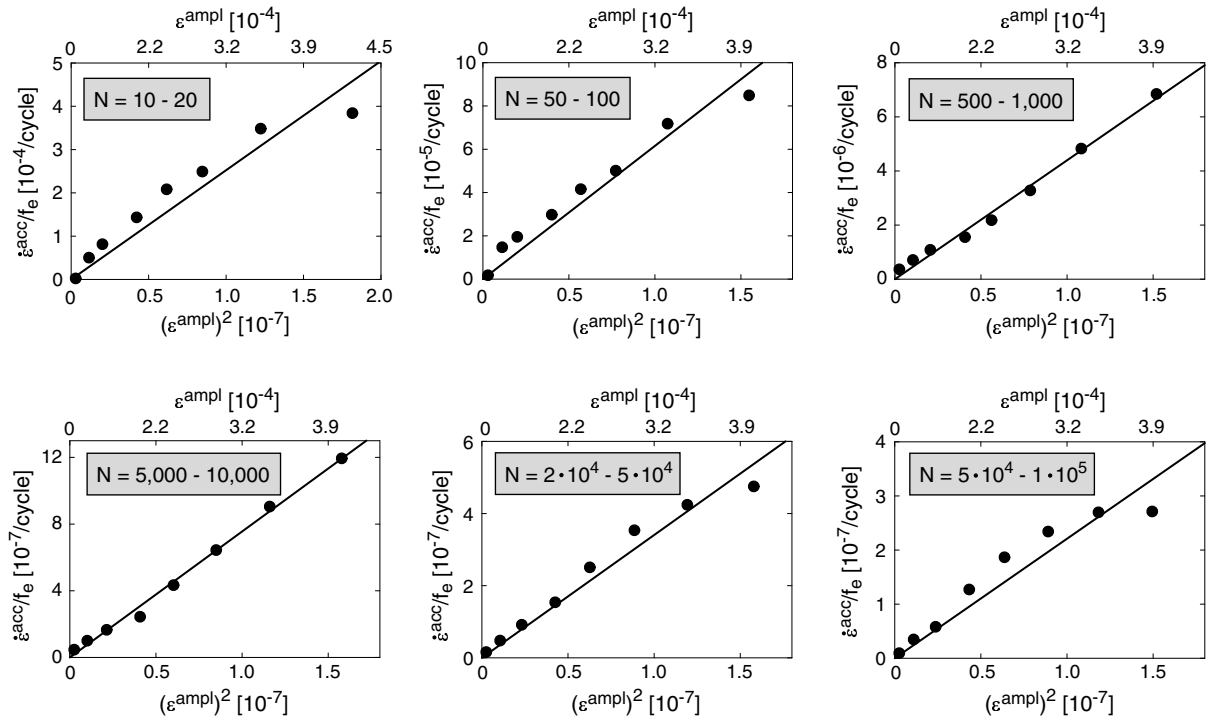 ε^ampl [10^-4]
0 2.2 3.2 3.9 4.5
N = 10 - 20
ε̇^acc/f_e [10^-4/cycle]
5
4
3
2
1
0
0 0.5 1.0 1.5 2.0
(ε^ampl)^2 [10^-7]
ε^ampl [10^-4]
0 2.2 3.2 3.9
N = 50 - 100
ε̇^acc/f_e [10^-5/cycle]
10
8
6
4
2
0
0 0.5 1.0 1.5
(ε^ampl)^2 [10^-7]
ε^ampl [10^-4]
0 2.2 3.2 3.9
N = 500 - 1,000
ε̇^acc/f_e [10^-6/cycle]
8
6
4
2
0
0 0.5 1.0 1.5
(ε^ampl)^2 [10^-7]
ε^ampl [10^-4]
0 2.2 3.2 3.9
N = 5,000 - 10,000
ε̇^acc/f_e [10^-7/cycle]
12
8
4
0
0 0.5 1.0 1.5
(ε^ampl)^2 [10^-7]
ε^ampl [10^-4]
0 2.2 3.2 3.9
N = 2·10^4 - 5·10^4
ε̇^acc/f_e [10^-7/cycle]
6
4
2
0
0 0.5 1.0 1.5
(ε^ampl)^2 [10^-7]
ε^ampl [10^-4]
0 2.2 3.2 3.9
N = 5·10^4 - 1·10^5
ε̇^acc/f_e [10^-7/cycle]
4
3
2
1
0
0 0.5 1.0 1.5
(ε^ampl)^2 [10^-7]